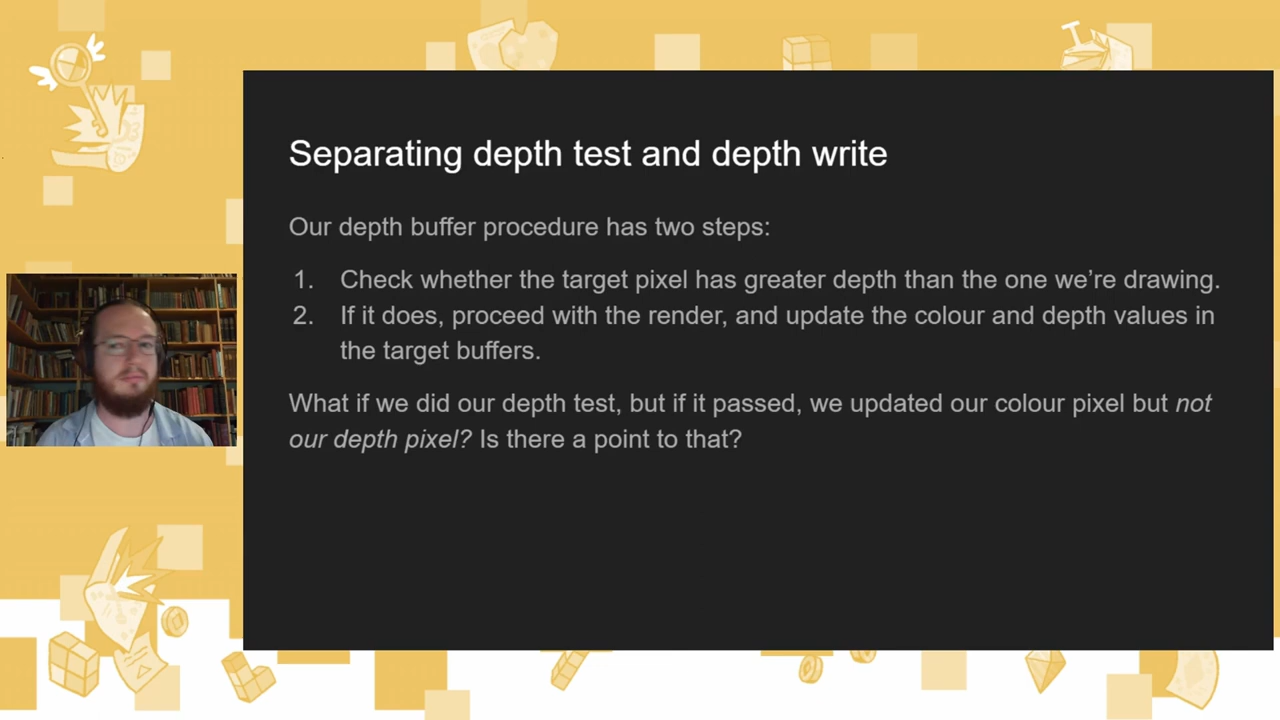 Separating depth test and depth write
Our depth buffer procedure has two steps:
1. Check whether the target pixel has greater depth than the one we're drawing.
2. If it does, proceed with the render, and update the colour and depth values in
the target buffers.
What if we did our depth test, but if it passed, we updated our colour pixel but not
our depth pixel? Is there a point to that?